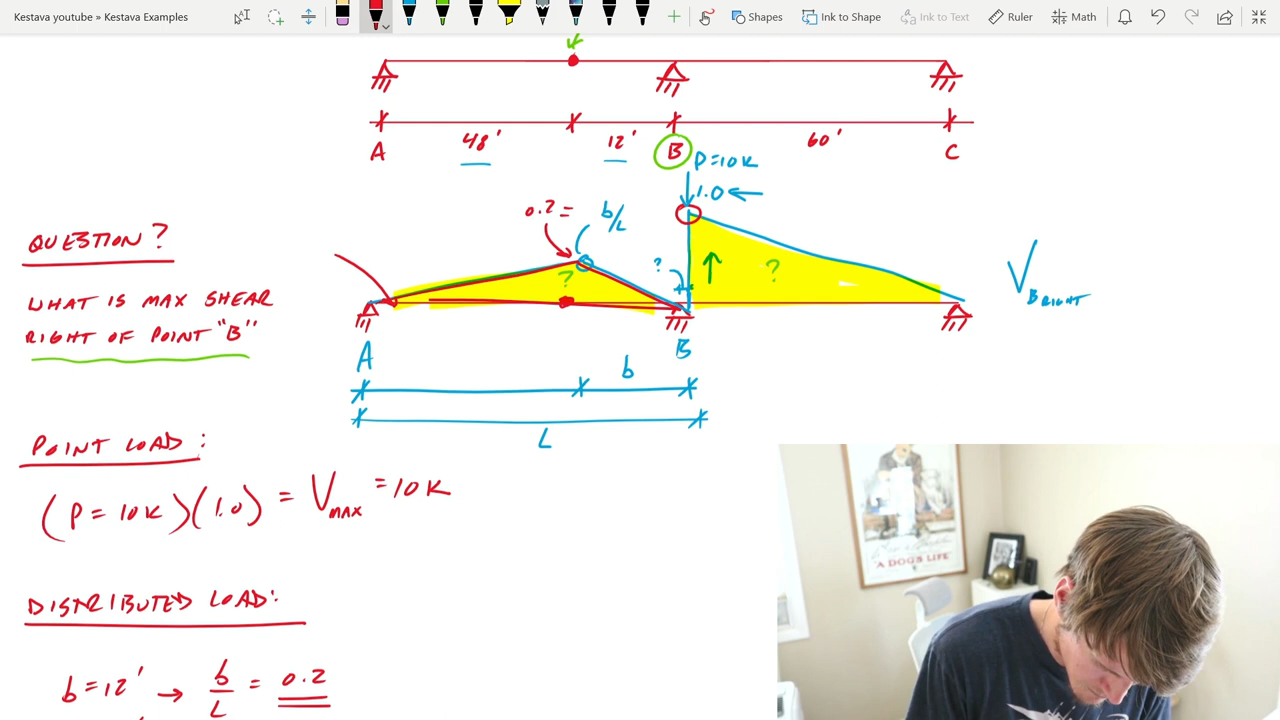 Kestava youtube » Kestava Examples
Shapes
Ink to Shape
Ink to Text
Ruler
Math
48'
12'
60'
A
B
C
P=10K
1.0
0.2=
b/L
?
?
?
V B RIGHT
A
B
b
L
QUESTION?
WHAT IS MAX SHEAR
RIGHT OF POINT "B"
POINT LOAD:
(P=10K)(1.0) = V MAX = 10K
DISTRIBUTED LOAD:
b=12' → b/L = 0.2
A DOG'S LIFE